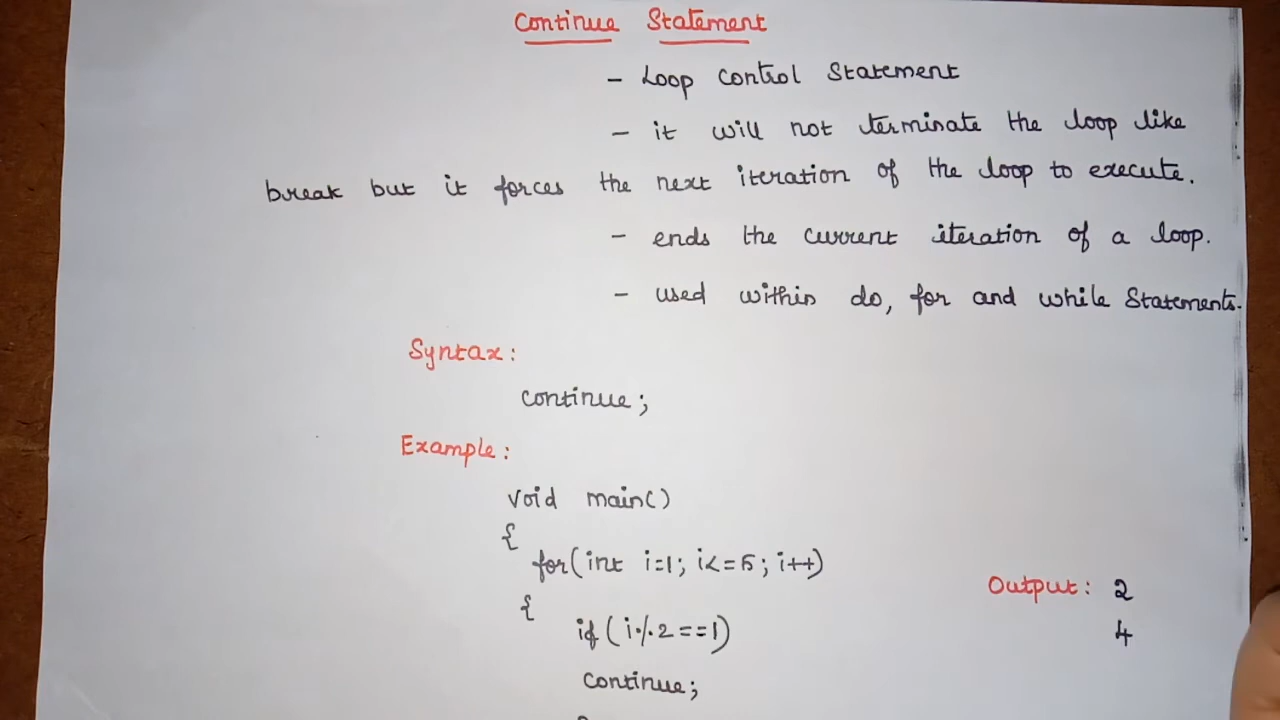 Continue Statement
- Loop control Statement
- it will not terminate the loop like
break but it forces the next iteration of the loop to execute.
- ends the current iteration of a loop.
- used within do, for and while Statements.
Syntax:
continue;
Example:
void main()
{
for(int i=1; i<=5; i++)
{
if(i%2==1)
continue;
Output: 2
4